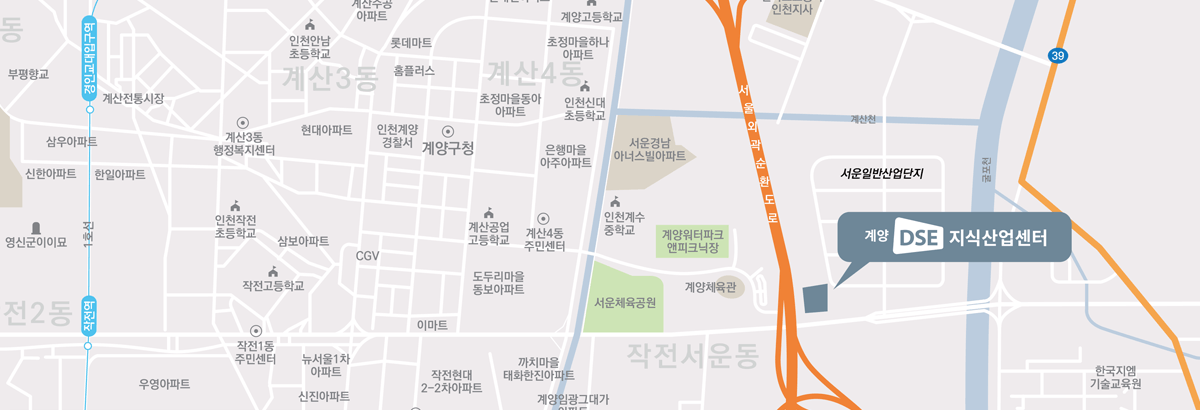 계산주공
아파트
인천안남
초등학교
롯데마트
홈플러스
계산3동
계산4동
계양고등학교
초정마을하나
아파트
초정마을동아
아파트
인천신대
초등학교
인천지사
39
경인교대입구역
부평향교
계산전통시장
삼우아파트
신한아파트
한일아파트
계산3동
행정복지센터
현대아파트
인천계양
경찰서
계양구청
은행마을
아주아파트
서운경남
아너스빌아파트
서울외곽순환도로
계산천
굴포천
서운일반산업단지
계양 DSE 지식산업센터
영신군이이묘
1호선
인천작전
초등학교
삼보아파트
CGV
작전고등학교
계산공업
고등학교
계산4동
주민센터
인천계수
중학교
계양워터파크
앤피크닉장
도두리마을
동보아파트
서운체육공원
계양체육관
전2동
작전역
이마트
작전1동
주민센터
뉴서울1차
아파트
우영아파트
신진아파트
작전현대
2-2차아파트
까치마을
태화한진아파트
계양임광그대가
작전서운동
한국지엠
기술교육원